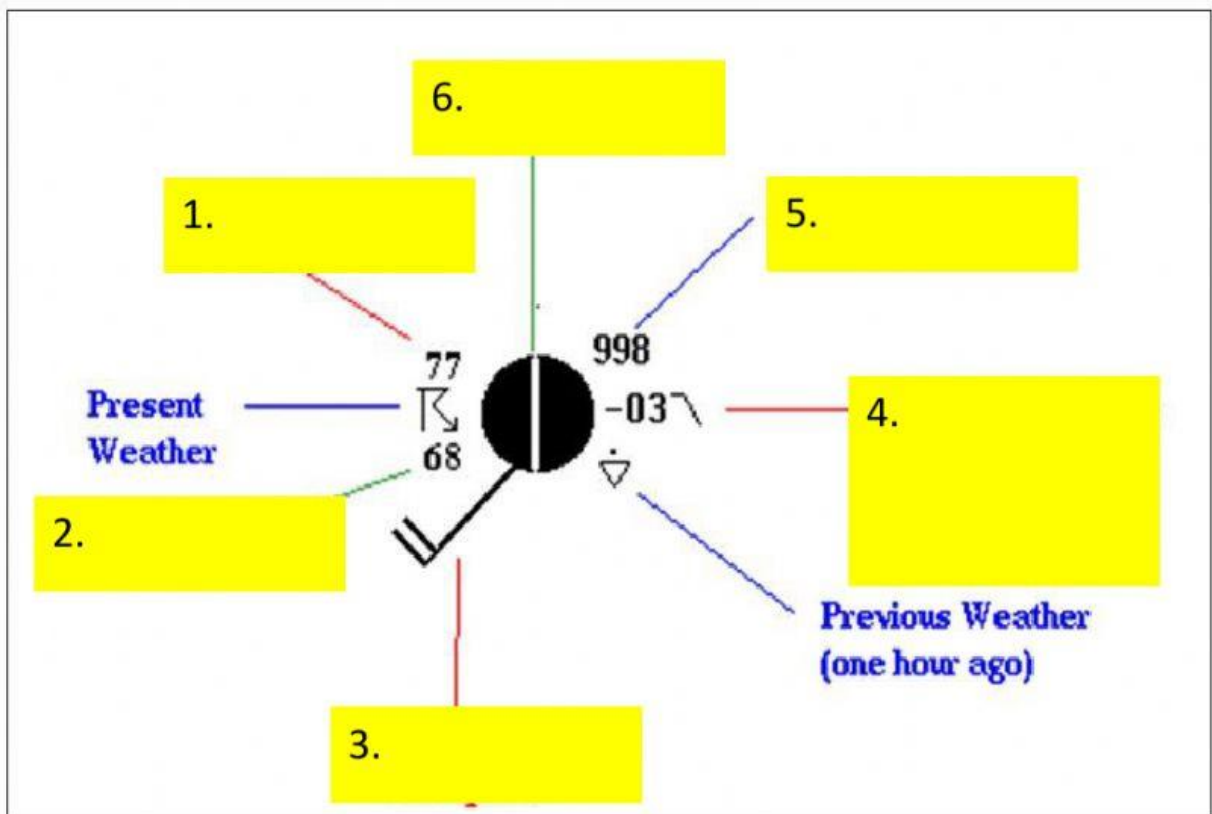 6.
1.
5.
998
77
-03
4.
Present
Weather
68
2.
Previous Weather
(one hour ago)
3.